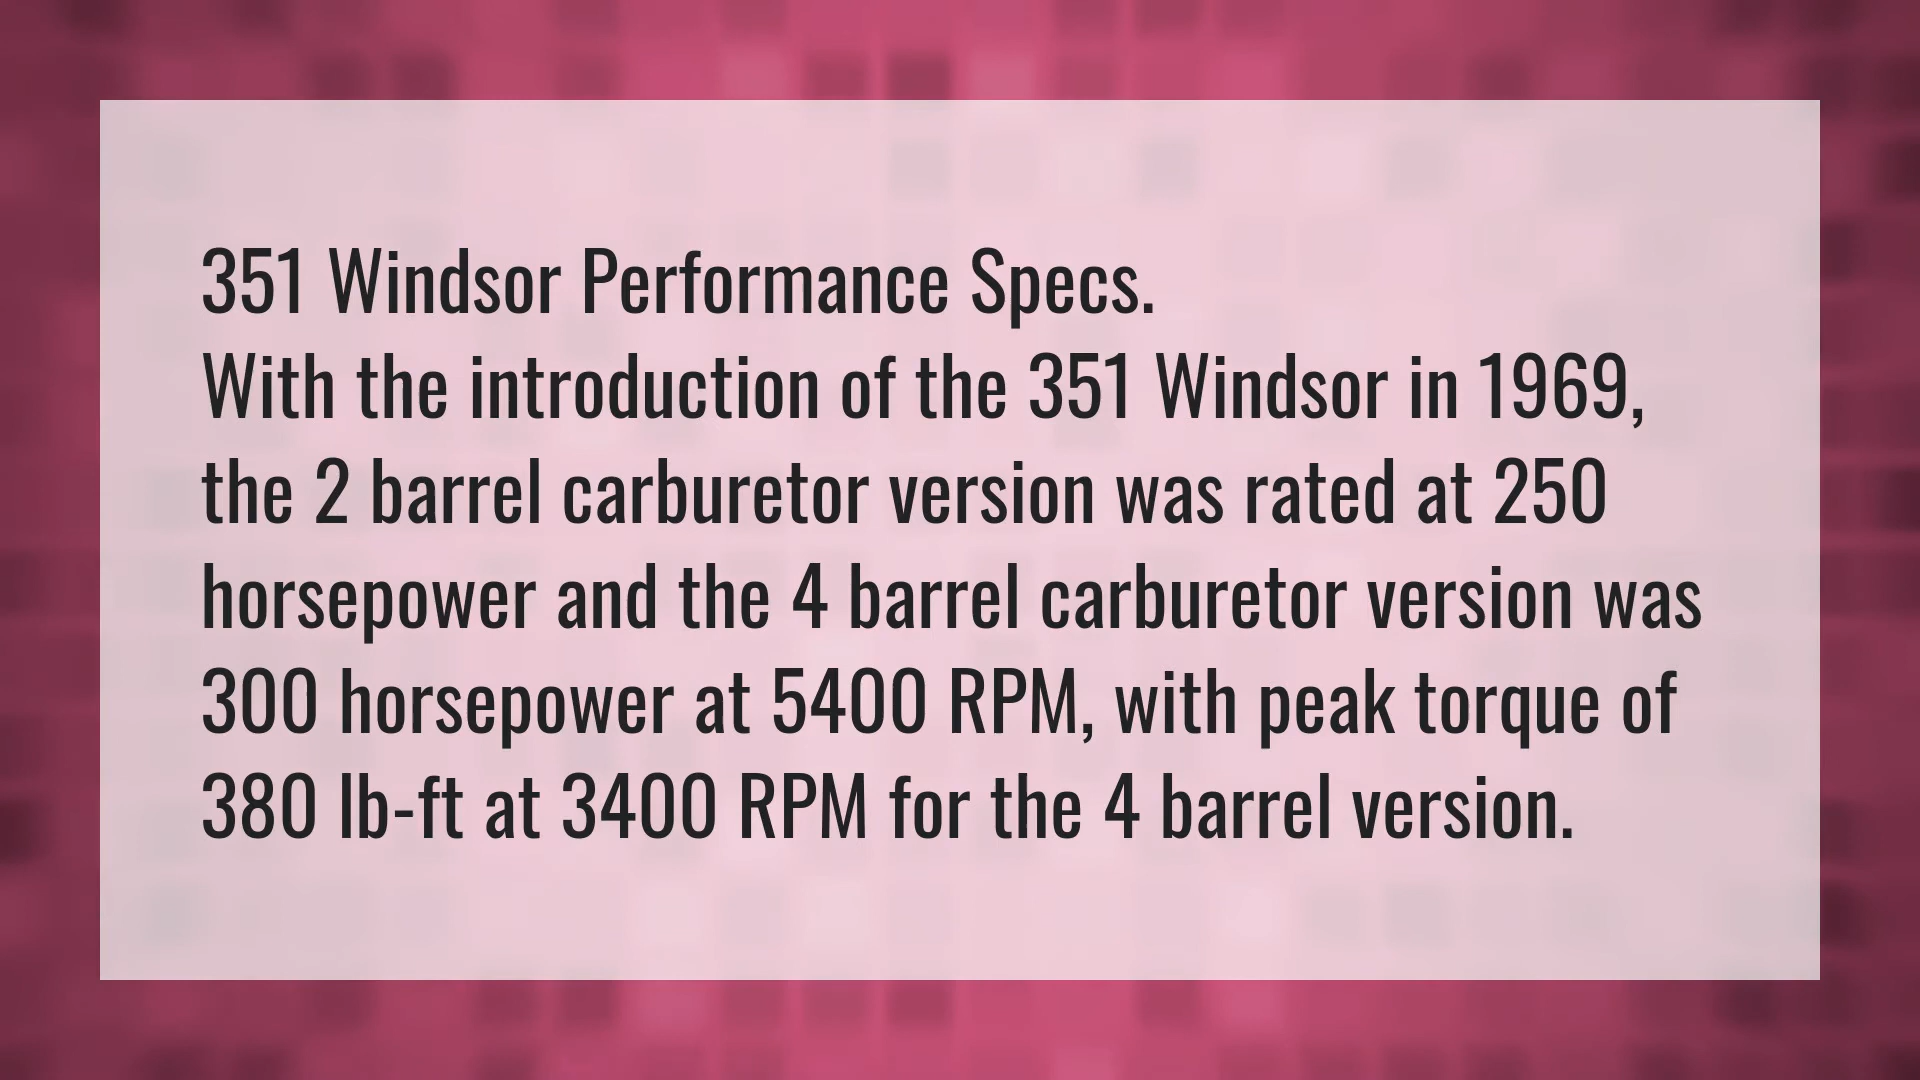 351 Windsor Performance Specs.
With the introduction of the 351 Windsor in 1969,
the 2 barrel carburetor version was rated at 250
horsepower and the 4 barrel carburetor version was
300 horsepower at 5400 RPM, with peak torque of
380 lb-ft at 3400 RPM for the 4 barrel version.